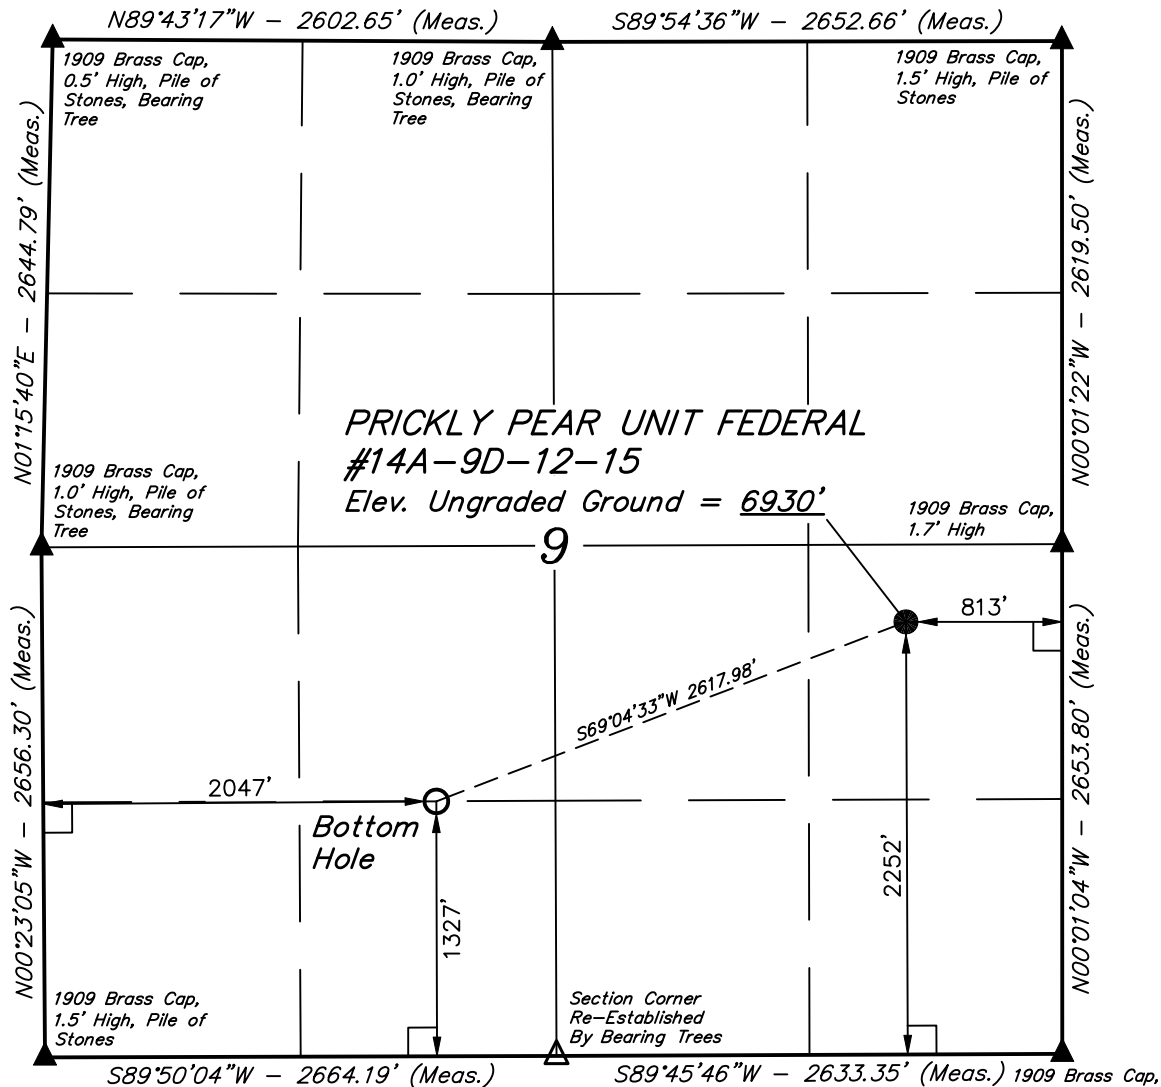 N89°43'17"W - 2602.65' (Meas.)
S89°54'36"W - 2652.66' (Meas.)
1909 Brass Cap,
0.5' High, Pile of
Stones, Bearing
Tree
1909 Brass Cap,
1.0' High, Pile of
Stones, Bearing
Tree
1909 Brass Cap,
1.5' High, Pile of
Stones
N01°15'40"E - 2644.79' (Meas.)
N00°01'22"W - 2619.50' (Meas.)
PRICKLY PEAR UNIT FEDERAL
#14A-9D-12-15
Elev. Ungraded Ground = 6930'
1909 Brass Cap,
1.0' High, Pile of
Stones, Bearing
Tree
1909 Brass Cap,
1.7' High
9
813'
S69°04'33"W 2617.98'
N00°23'05"W - 2656.30' (Meas.)
N00°01'04"W - 2653.80' (Meas.)
2047'
Bottom
Hole
1327'
2252'
1909 Brass Cap,
1.5' High, Pile of
Stones
Section Corner
Re-Established
By Bearing Trees
S89°50'04"W - 2664.19' (Meas.)
S89°45'46"W - 2633.35' (Meas.)
1909 Brass Cap,